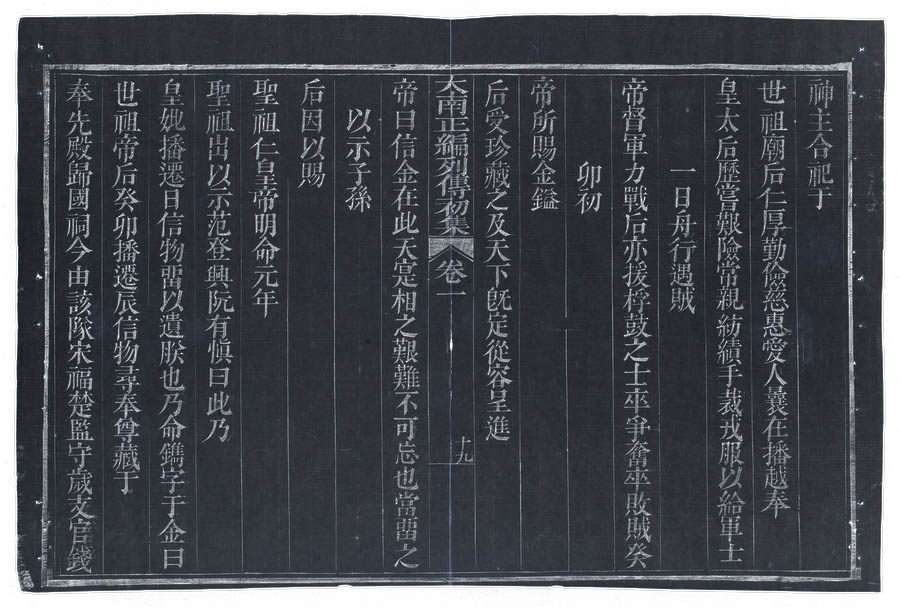 神主合祀于
世祖廟后仁厚勤儉慈惠愛人曩在播越奉
皇太后歷嘗艱險常親紡績手裁戎服以給軍士
一日舟行遇賊
帝督軍力戰后亦援桴鼓之士卒爭奮卒敗賊癸
卯初
帝所賜金鎰
后受珍藏之及天下旣定從容呈進
大南正編列傳初集 卷一 十九
帝曰信金在此天寔相之艱難不可忘也當畱之
以示子孫
后因以賜
聖祖仁皇帝明命元年
聖祖出以示范登興阮有慎曰此乃
皇妣播遷日信物畱以遺朕也乃命鐫字于金曰
世祖帝后癸卯播遷辰信物尋奉尊藏于
奉先殿歸國祠今由該隊宋福楚監守歲支官錢